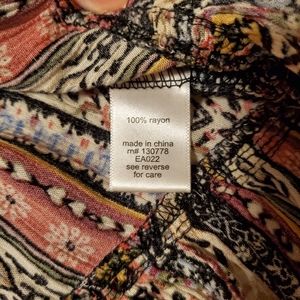 100% rayon
made in china
rn# 130778
EA022
see reverse
for care